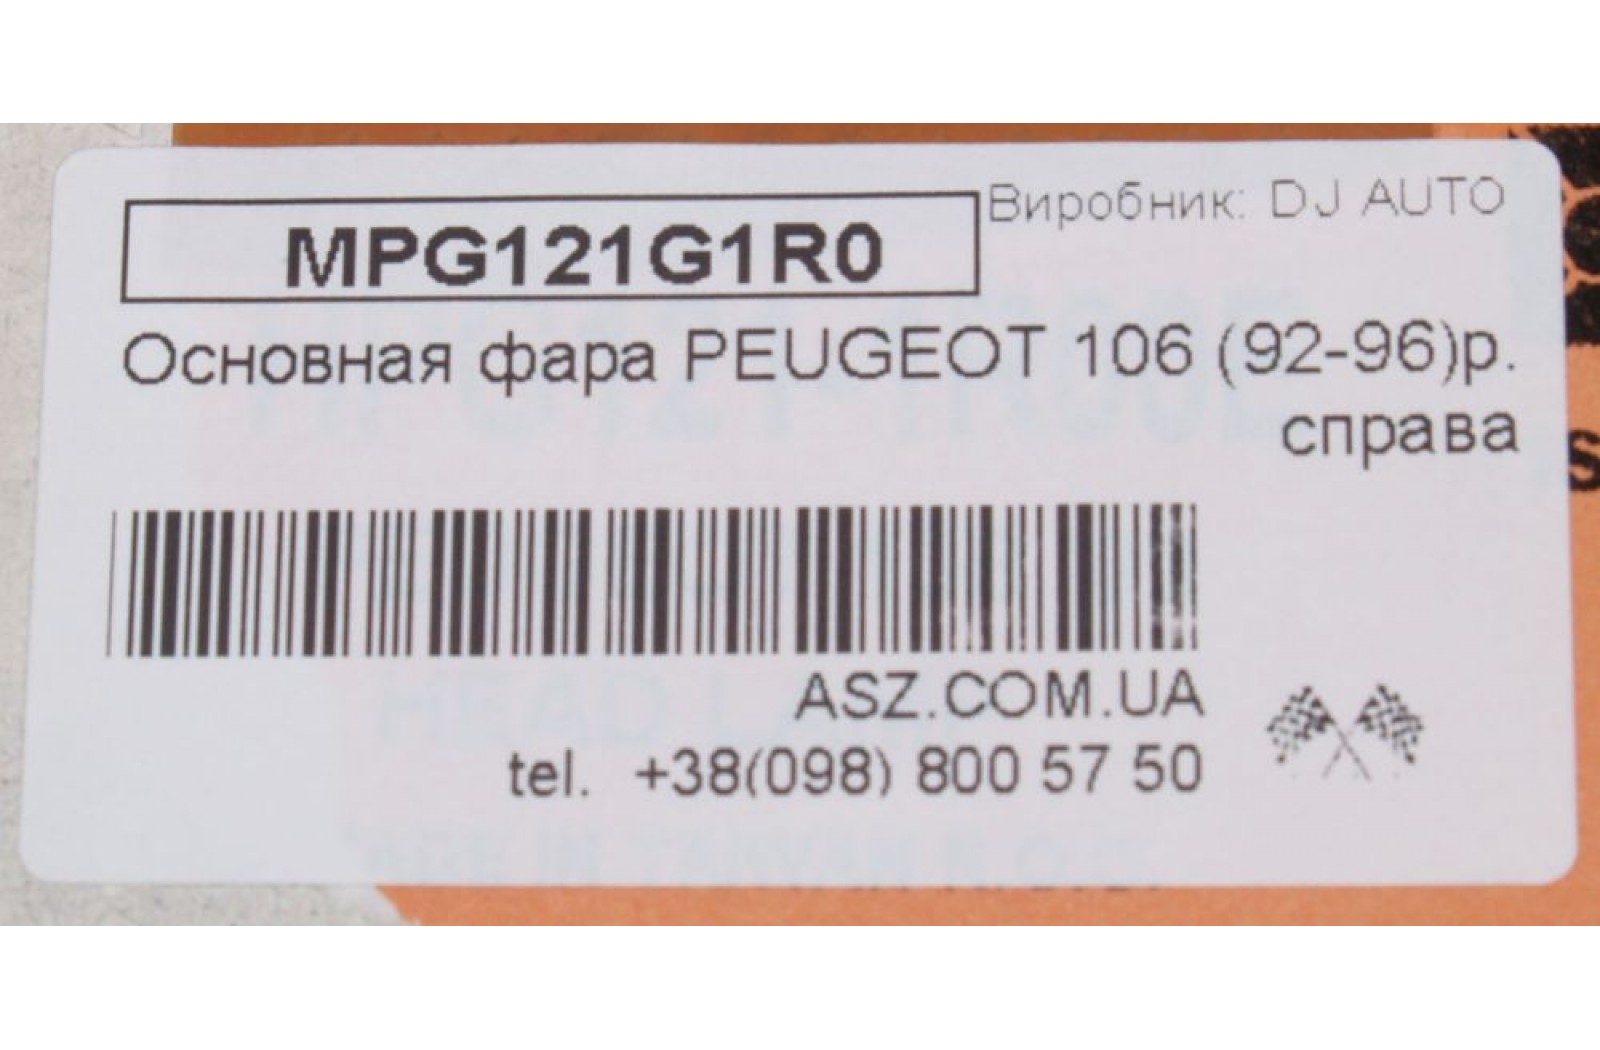 MPG121G1R0
Виробник: DJ AUTO
Основная фара PEUGEOT 106 (92-96)р.
справа
ASZ.COM.UA
tel. +38(098) 800 57 50